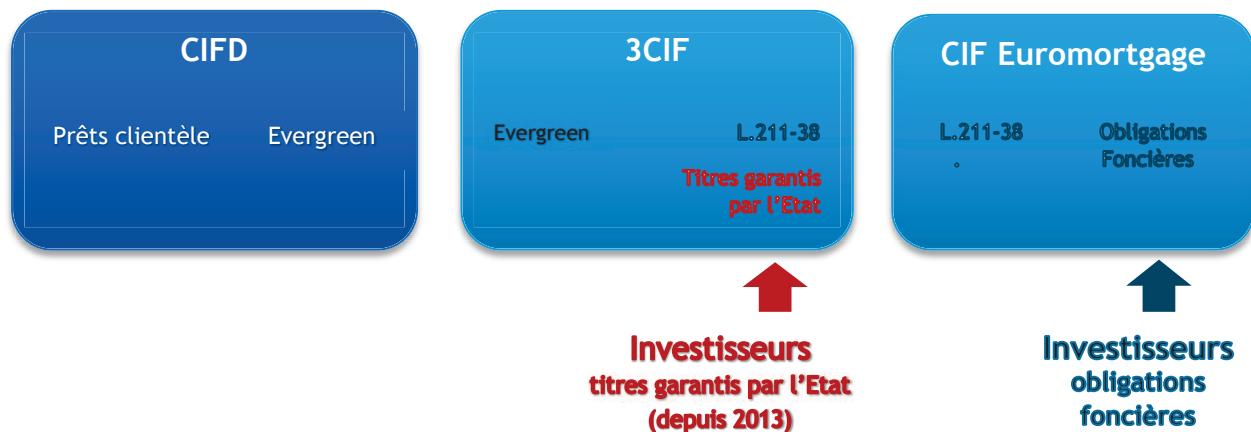 CIFD
Prêts clientèle
Evergreen
3CIF
Evergreen
L.211-38
Titres garantis
par l’Etat
CIF Euromortgage
L.211-38
.
Obligations
Foncières
Investisseurs
titres garantis par l’Etat
(depuis 2013)
Investisseurs
obligations
foncières